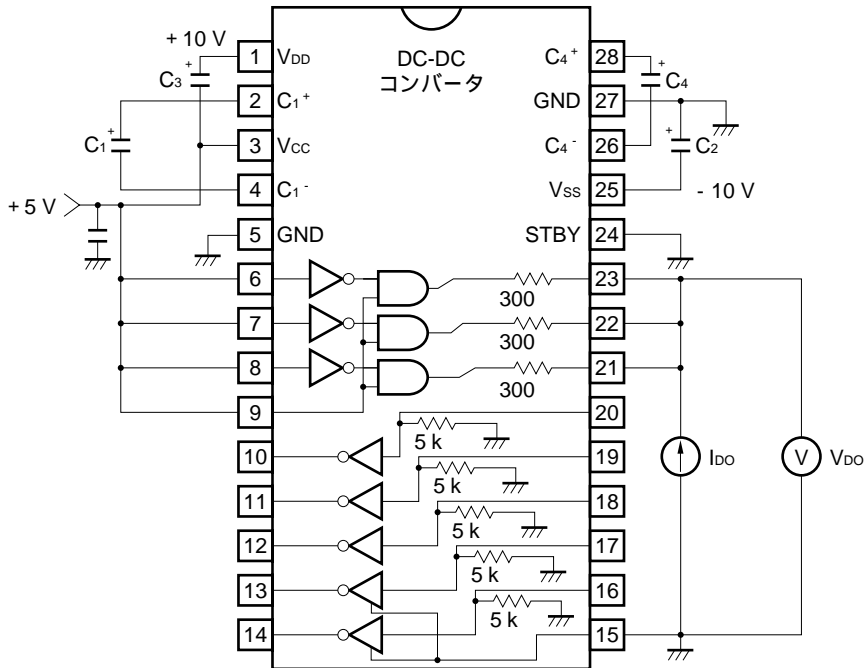 + 10 V
1
VDD
DC-DC
コンバータ
C4+
28
+
C3
+
C4
2
C1+
GND
27
+
C1
3
VCC
C4-
26
+
C2
4
C1-
VSS
25
- 10 V
+ 5 V
5
GND
STBY
24
6
300
23
7
300
22
8
300
21
9
20
5 k
10
19
IDO
V
VDO
5 k
11
18
5 k
12
17
5 k
13
16
5 k
14
15